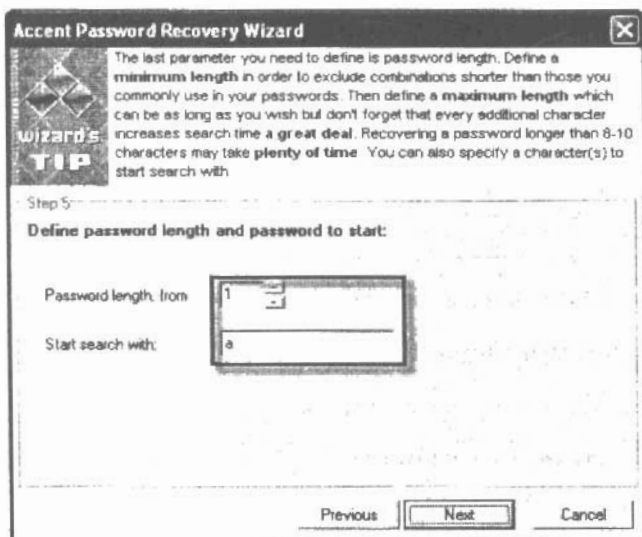 Accent Password Recovery Wizard
The last parameter you need to define is password length. Define a
minimum length in order to exclude combinations shorter than those you
commonly use in your passwords. Then define a maximum length which
can be as long as you wish but don't forget that every additional character
increases search time a great deal. Recovering a password longer than 8-10
characters may take plenty of time. You can also specify a character(s) to
start search with
wizard's
TIP
Step 5:
Define password length and password to start:
Password length, from
1
Start search with:
a
Previous
Next
Cancel